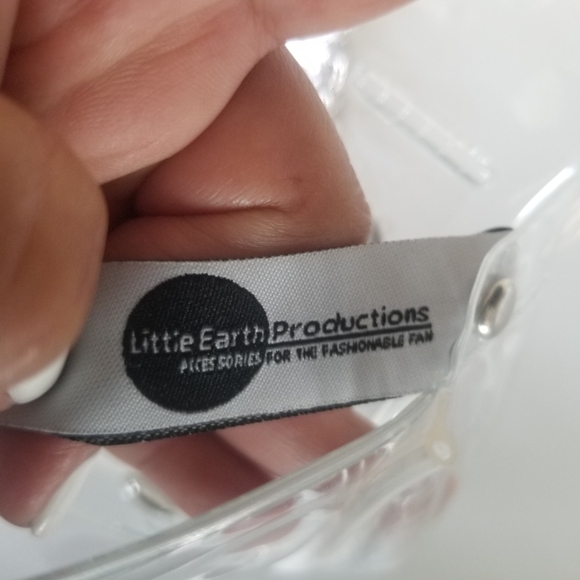 Little Earth Productions
ACCESSORIES FOR THE FASHIONABLE FAN